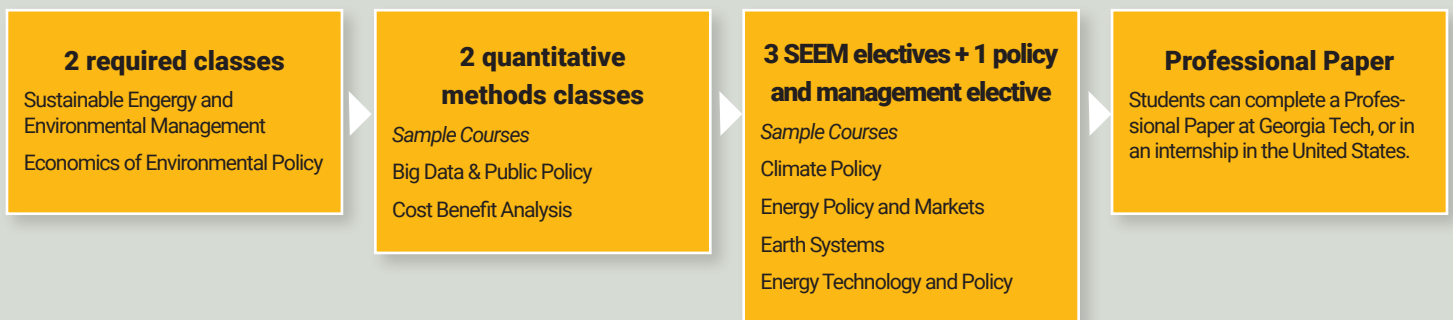 2 required classes
Sustainable Engergy and
Environmental Management
Economics of Environmental Policy
2 quantitative
methods classes
Sample Courses
Big Data & Public Policy
Cost Benefit Analysis
3 SEEM electives + 1 policy
and management elective
Sample Courses
Climate Policy
Energy Policy and Markets
Earth Systems
Energy Technology and Policy
Professional Paper
Students can complete a Profes-
sional Paper at Georgia Tech, or in
an internship in the United States.